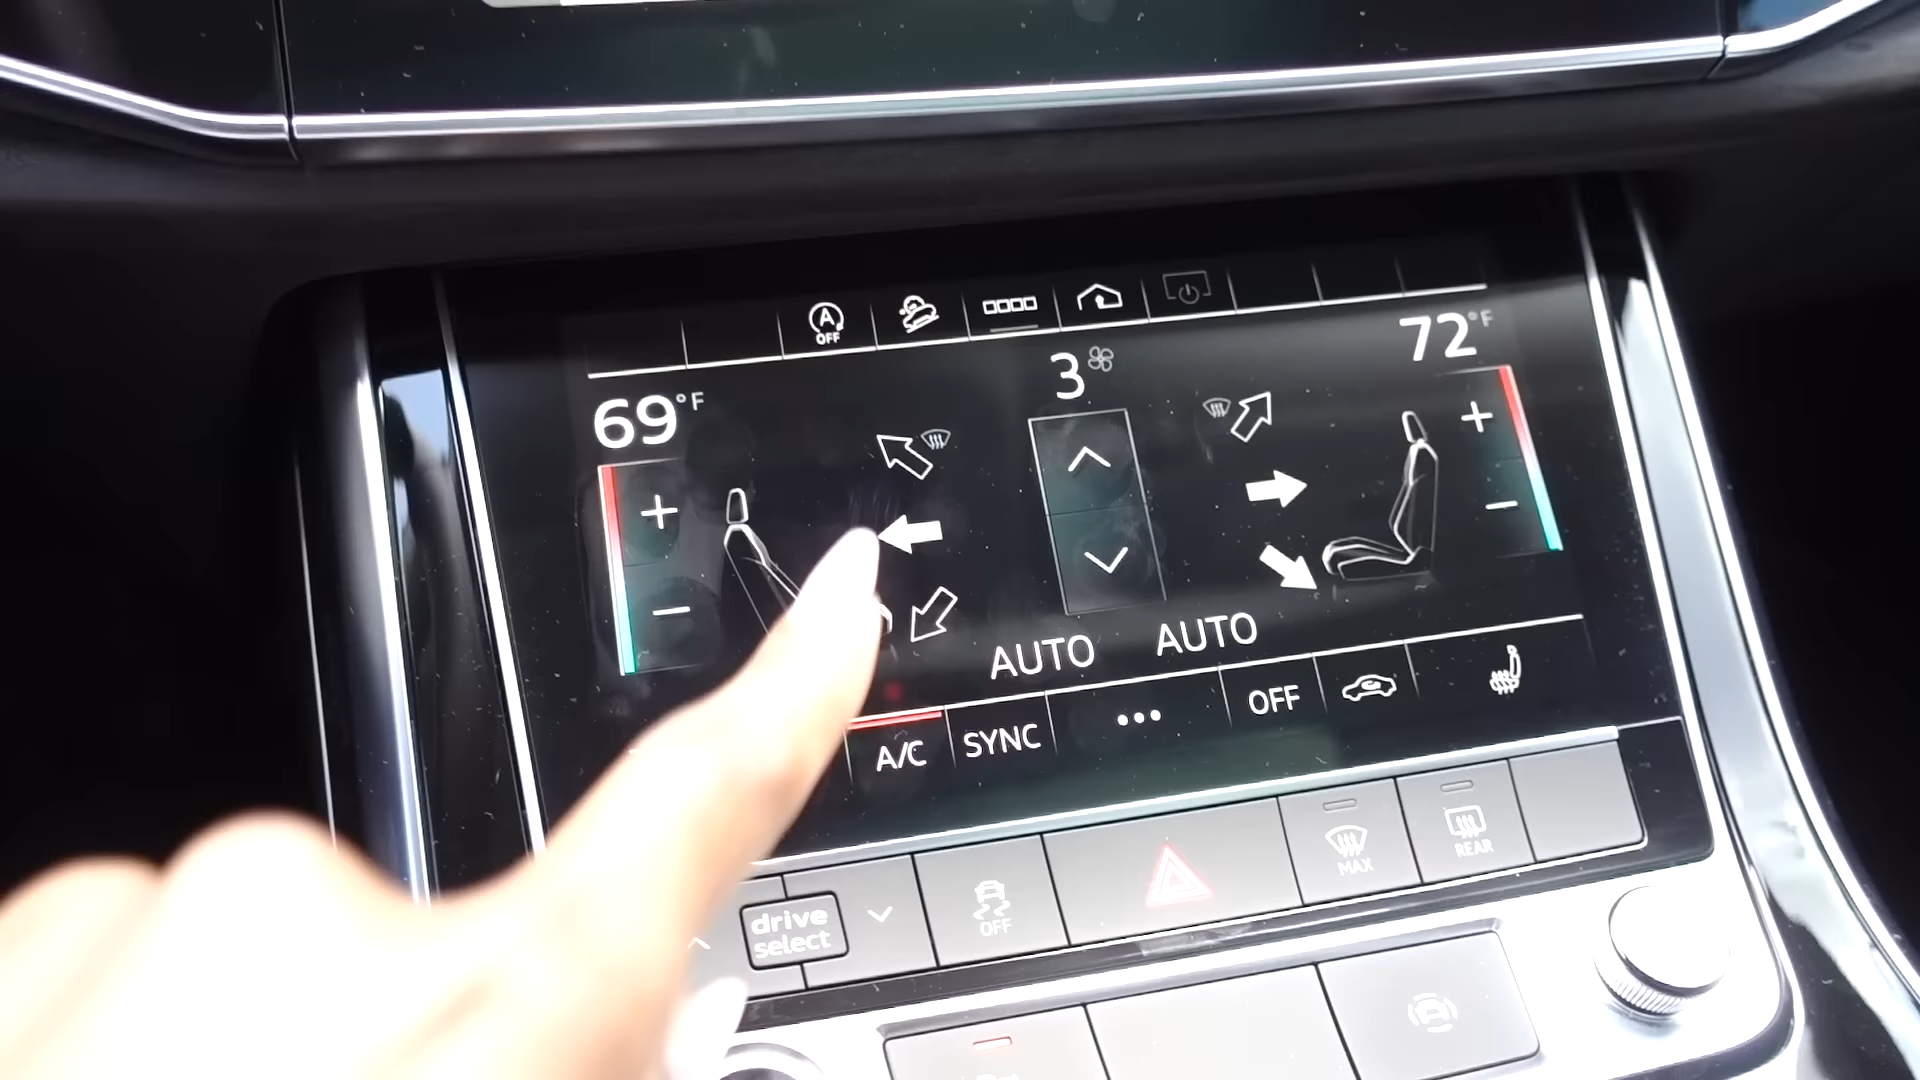 A
OFF
69°F
3
72°F
AUTO
AUTO
A/C
SYNC
OFF
drive
select
OFF
MAX
REAR